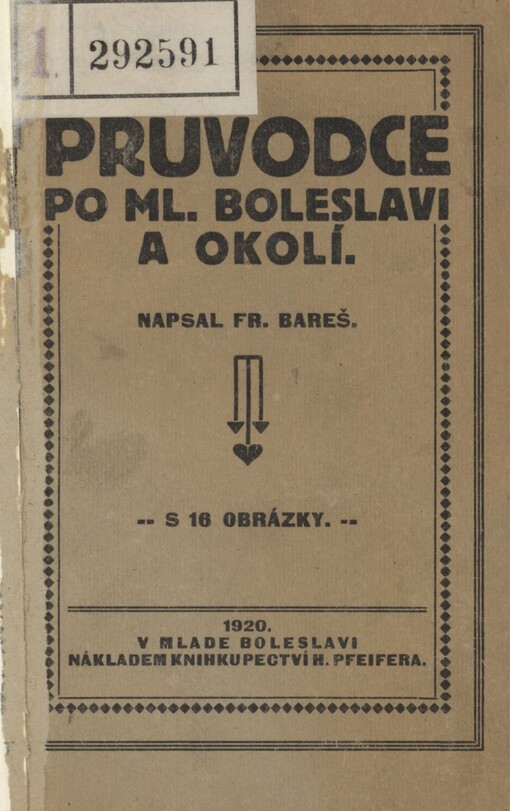 1. 292591
PRUVODCE
PO ML. BOLESLAVI
A OKOLÍ.
NAPSAL FR. BAREŠ.
-- S 16 OBRÁZKY. --
1920.
V MLADE BOLESLAVI
NÁKLADEM KNIHKUPECTVÍ H. PFEIFERA.